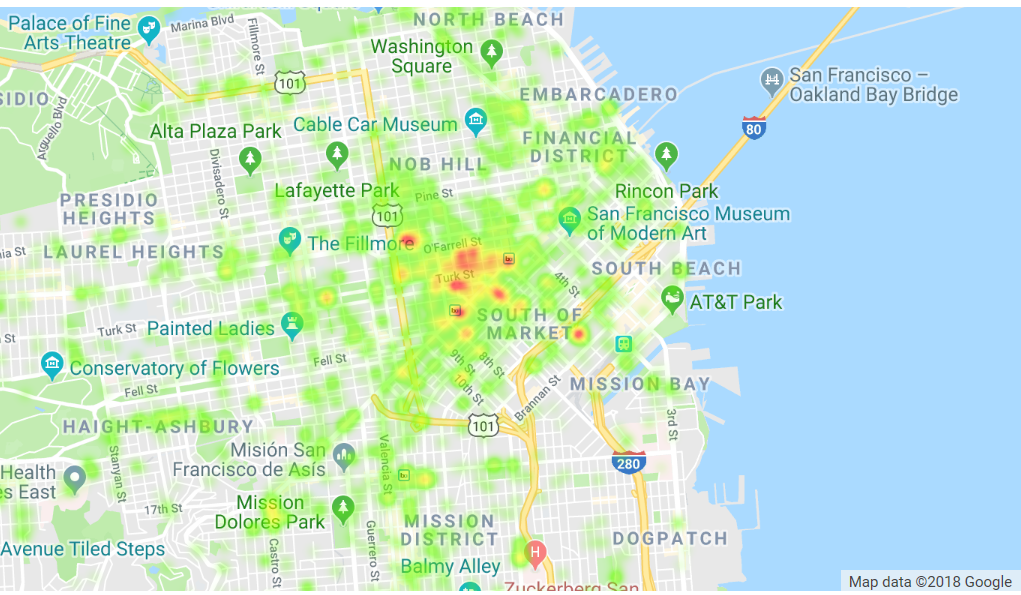 NORTH BEACH
Palace of Fine
Arts Theatre
Marina Blvd
Fillmore St
Washington
Square
101
San Francisco –
Oakland Bay Bridge
SIDIO
EMBARCADERO
Arguello Blvd
Alta Plaza Park
Cable Car Museum
FINANCIAL
DISTRICT
80
NOB HILL
Divisadero St
Lafayette Park
Pine St
Rincon Park
PRESIDIO
HEIGHTS
101
San Francisco Museum
of Modern Art
nia St
LAUREL HEIGHTS
The Fillmore
O'Farrell St
Turk St
4th St
SOUTH BEACH
AT&T Park
SOUTH OF
MARKET
Turk St
St
Painted Ladies
9th St
8th St
10th St
Fell St
Conservatory of Flowers
Fell St
Brannan St
MISSION BAY
3rd St
101
HAIGHT-ASHBURY
Stanyan St
Misión San
Francisco de Asís
Valencia St
280
Health
es East
17th St
Mission
Dolores Park
MISSION
DISTRICT
Guerrero St
Castro St
DOGPATCH
Avenue Tiled Steps
H
Balmy Alley
Zuckerberg San
Map data ©2018 Google